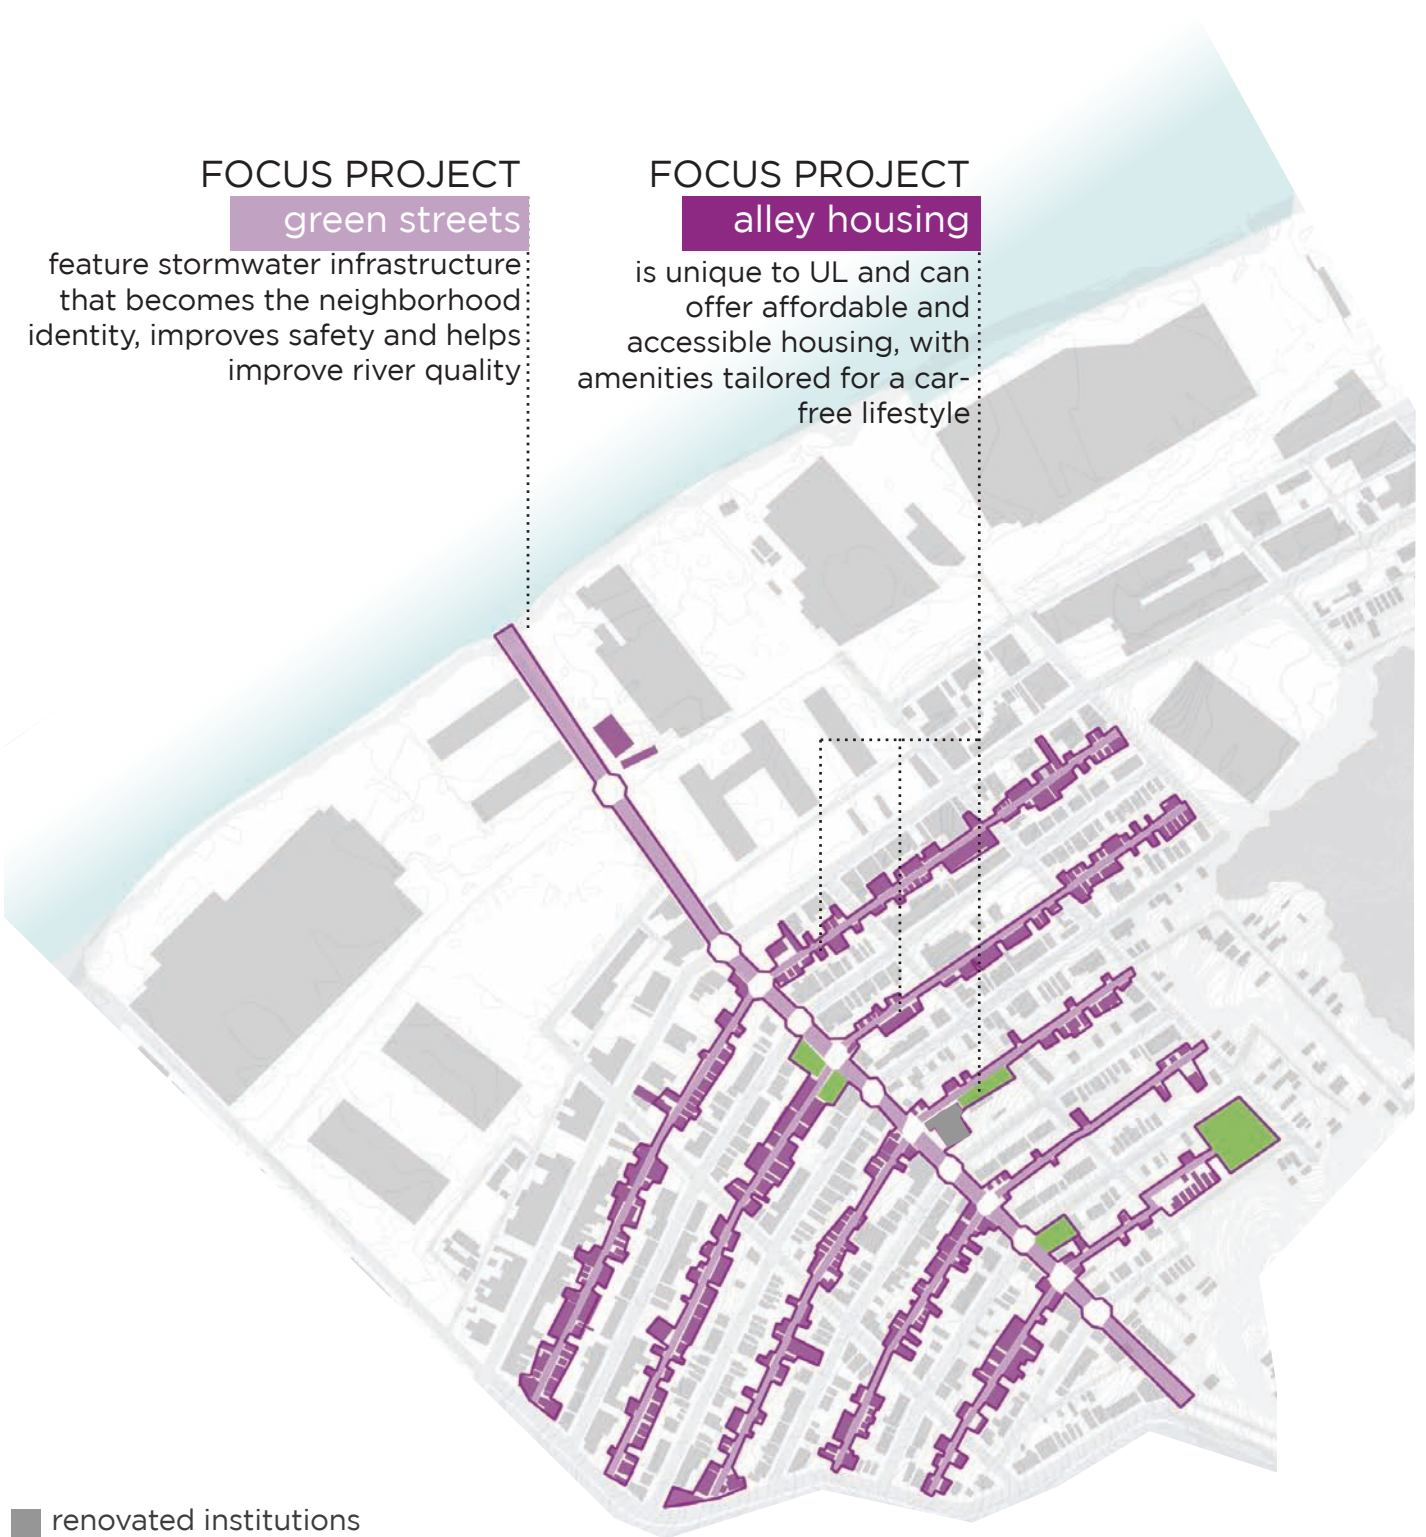 FOCUS PROJECT
green streets
feature stormwater infrastructure
that becomes the neighborhood
identity, improves safety and helps
improve river quality
FOCUS PROJECT
alley housing
is unique to UL and can
offer affordable and
accessible housing, with
amenities tailored for a car-
free lifestyle
renovated institutions